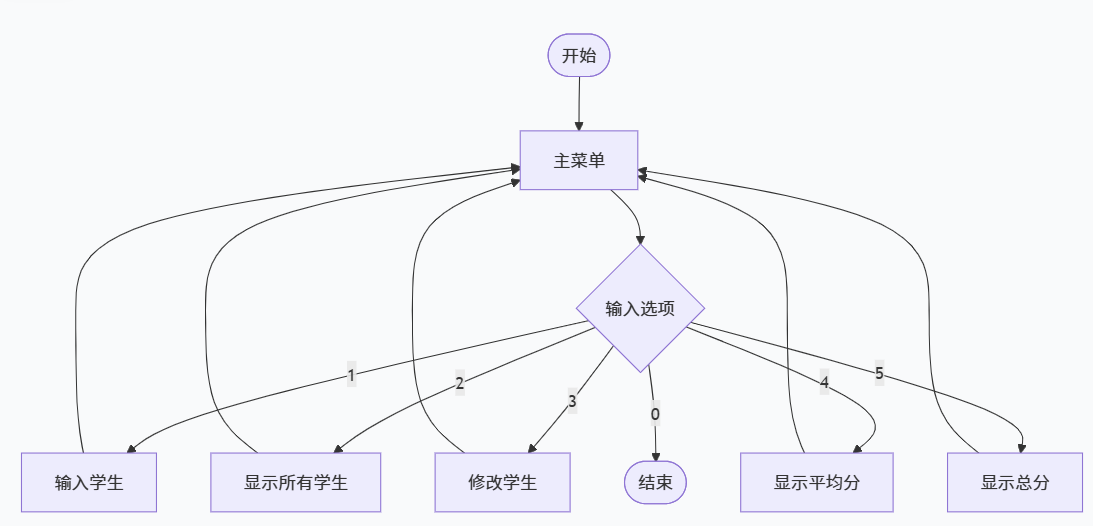 开始
主菜单
输入选项
1
2
3
0
4
5
输入学生
显示所有学生
修改学生
结束
显示平均分
显示总分